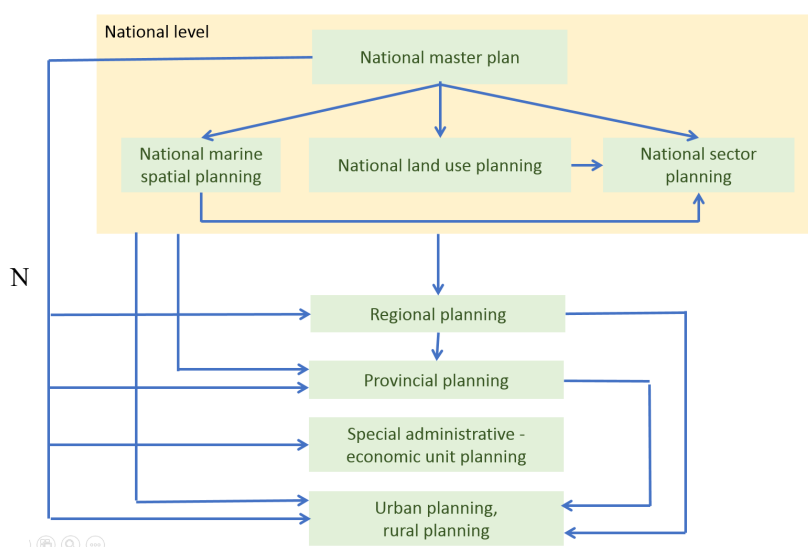 National level
National master plan
National marine
spatial planning
National land use planning
National sector
planning
N
Regional planning
Provincial planning
Special administrative -
economic unit planning
Urban planning,
rural planning